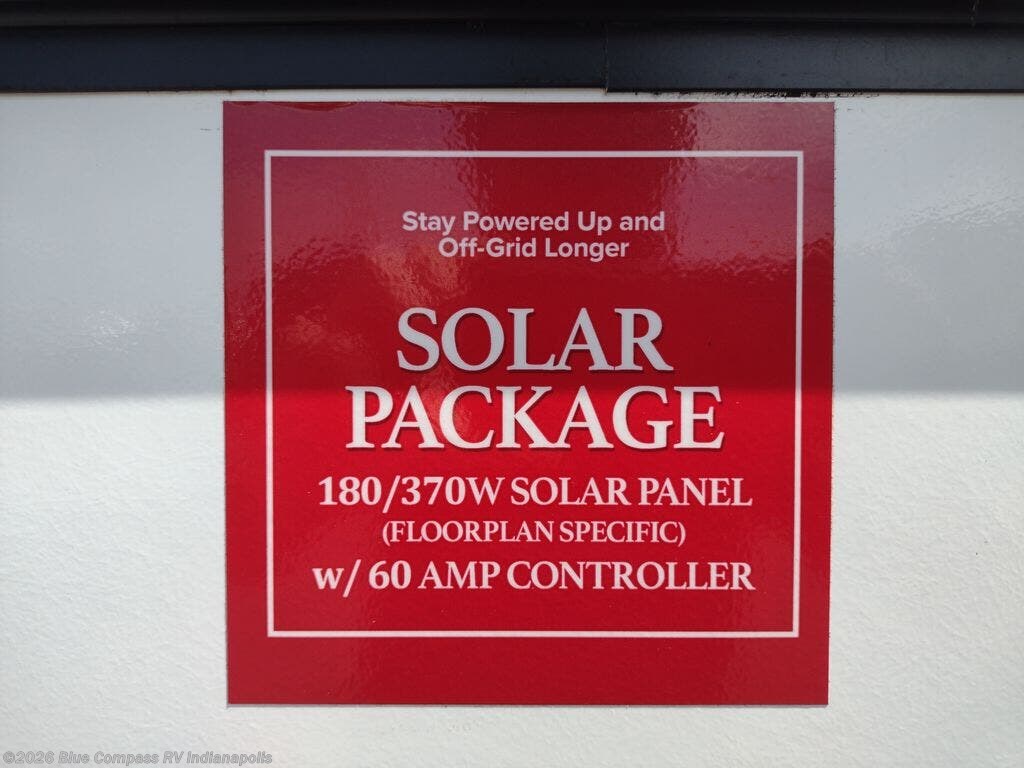 Stay Powered Up and
Off-Grid Longer
SOLAR
PACKAGE
180/370W SOLAR PANEL
(FLOORPLAN SPECIFIC)
w/ 60 AMP CONTROLLER
©2026 Blue Compass RV Indianapolis